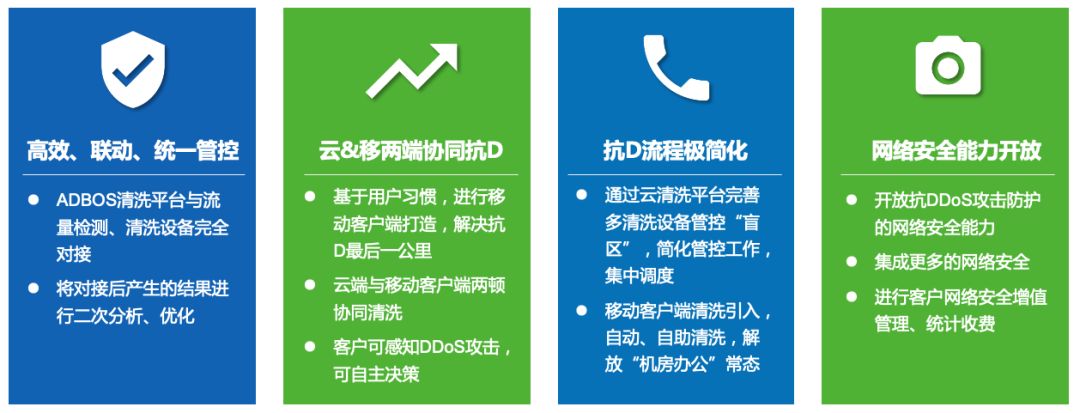 高效、联动、统一管控
● ADBOS清洗平台与流
量检测、清洗设备完全
对接
● 将对接后产生的结果进
行二次分析、优化
云&移两端协同抗D
● 基于用户习惯，进行移
动客户端打造，解决抗
D最后一公里
● 云端与移动客户端两顿
协同清洗
● 客户可感知DDoS攻击，
可自主决策
抗D流程极简化
● 通过云清洗平台完善
多清洗设备管控“盲
区”，简化管控工作，
集中调度
● 移动客户端清洗引入，
自动、自助清洗，解
放“机房办公”常态
网络安全能力开放
● 开放抗DDoS攻击防护
的网络安全能力
● 集成更多的网络安全
● 进行客户网络安全增值
管理、统计收费